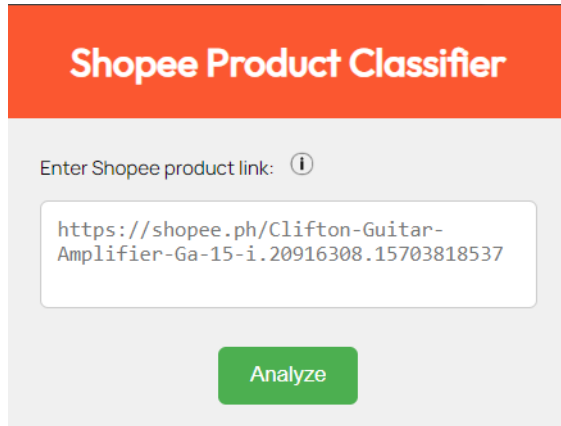 Shopee Product Classifier
Enter Shopee product link:
https://shopee.ph/Clifton-Guitar-
Amplifier-Ga-15-i.20916308.15703818537
Analyze